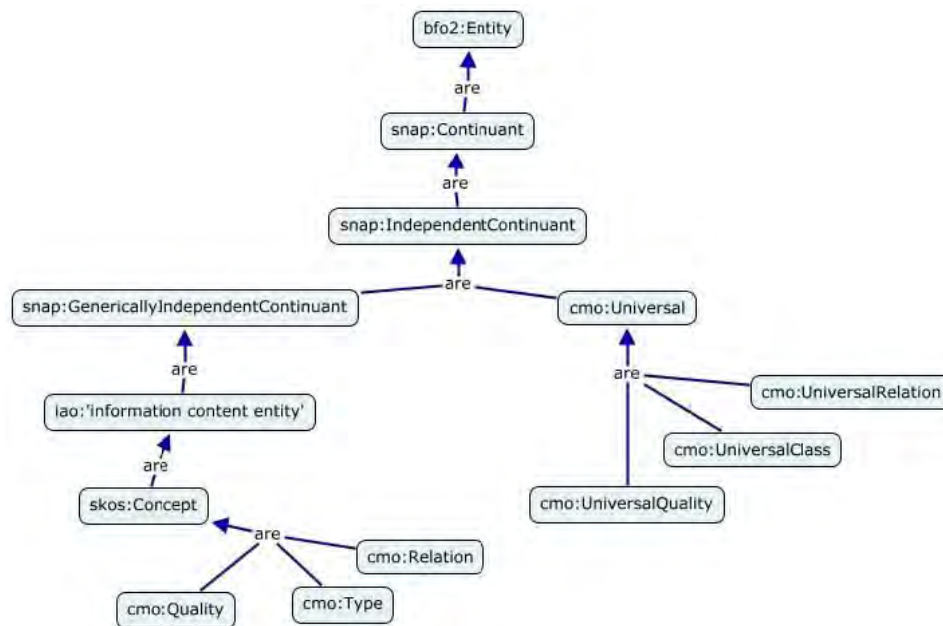 bfo2:Entity
are
snap:Continuant
are
snap:IndependentContinuant
are
snap:GenericallyIndependentContinuant
cmo:Universal
are
are
cmo:UniversalRelation
iao:'information content entity'
cmo:UniversalClass
are
skos:Concept
cmo:UniversalQuality
are
cmo:Relation
cmo:Quality
cmo:Type